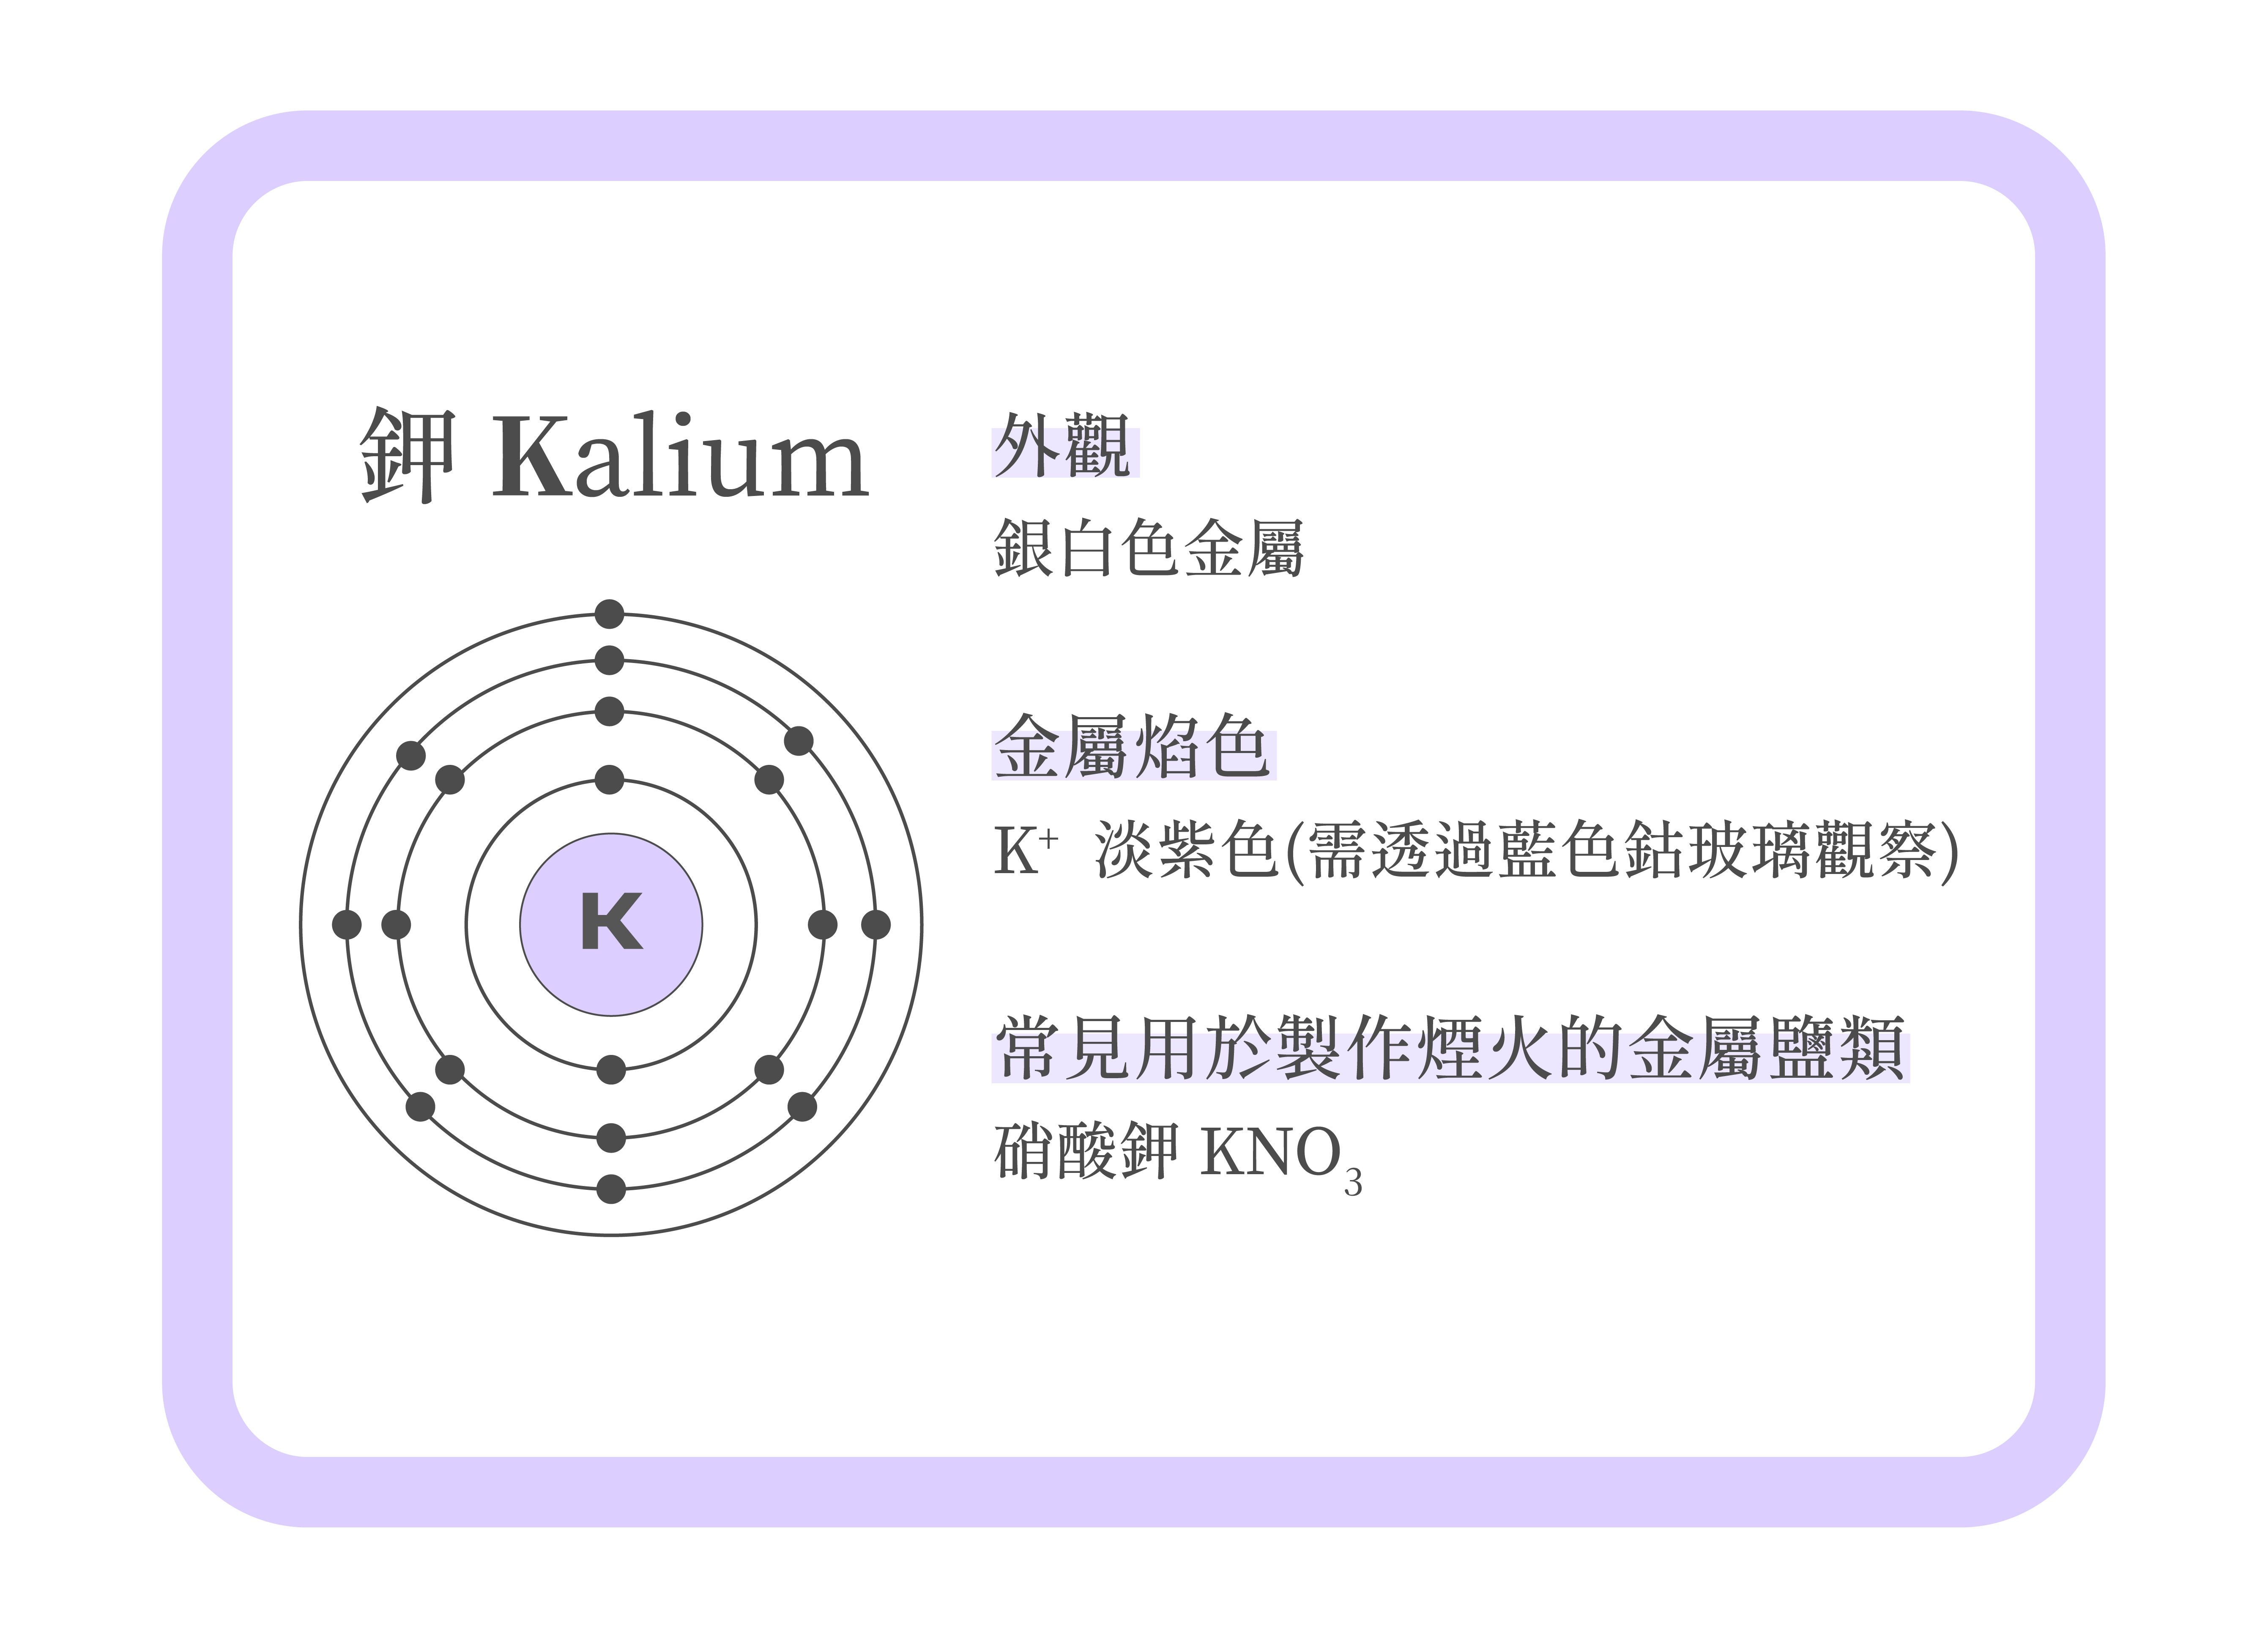 鉀 Kalium
K
外觀
銀白色金屬
金屬焰色
K⁺ 淡紫色(需透過藍色鈷玻璃觀察)
常見用於製作煙火的金屬鹽類
硝酸鉀 KNO₃